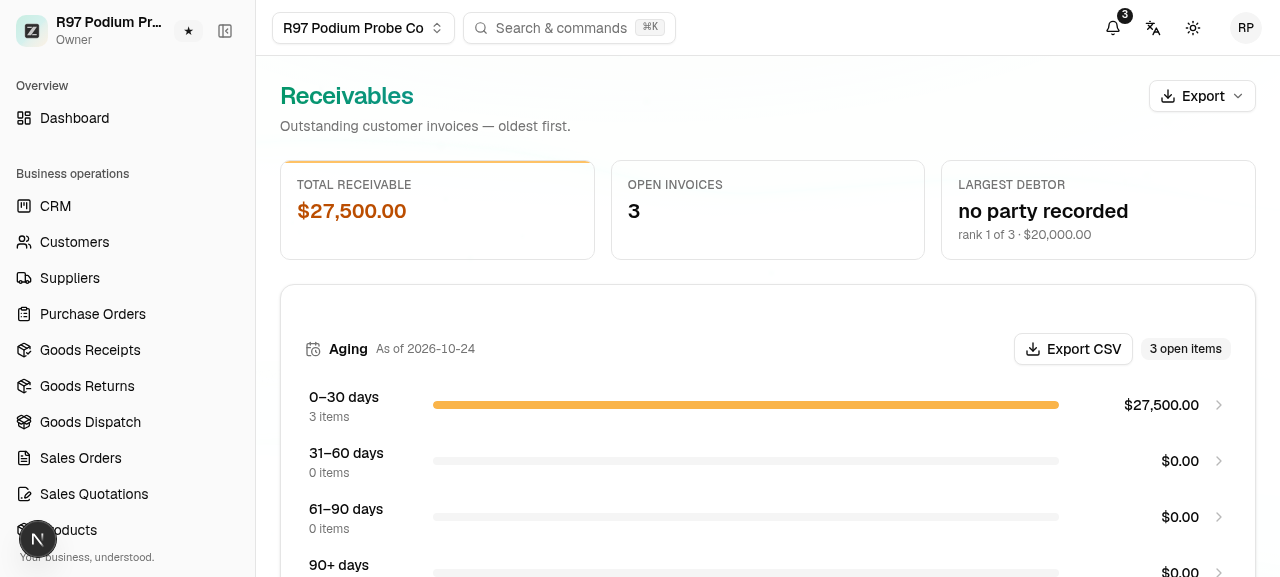 R97 Podium Pr...
Owner
★
R97 Podium Probe Co
Search & commands
⌘K
3
RP
Overview
Dashboard
Business operations
CRM
Customers
Suppliers
Purchase Orders
Goods Receipts
Goods Returns
Goods Dispatch
Sales Orders
Sales Quotations
oducts
Your business, understood.
N
Receivables
Outstanding customer invoices — oldest first.
Export
TOTAL RECEIVABLE
$27,500.00
OPEN INVOICES
3
LARGEST DEBTOR
no party recorded
rank 1 of 3 · $20,000.00
Aging As of 2026-10-24
Export CSV
3 open items
0–30 days
3 items
$27,500.00
31–60 days
0 items
$0.00
61–90 days
0 items
$0.00
90+ days
$0.00